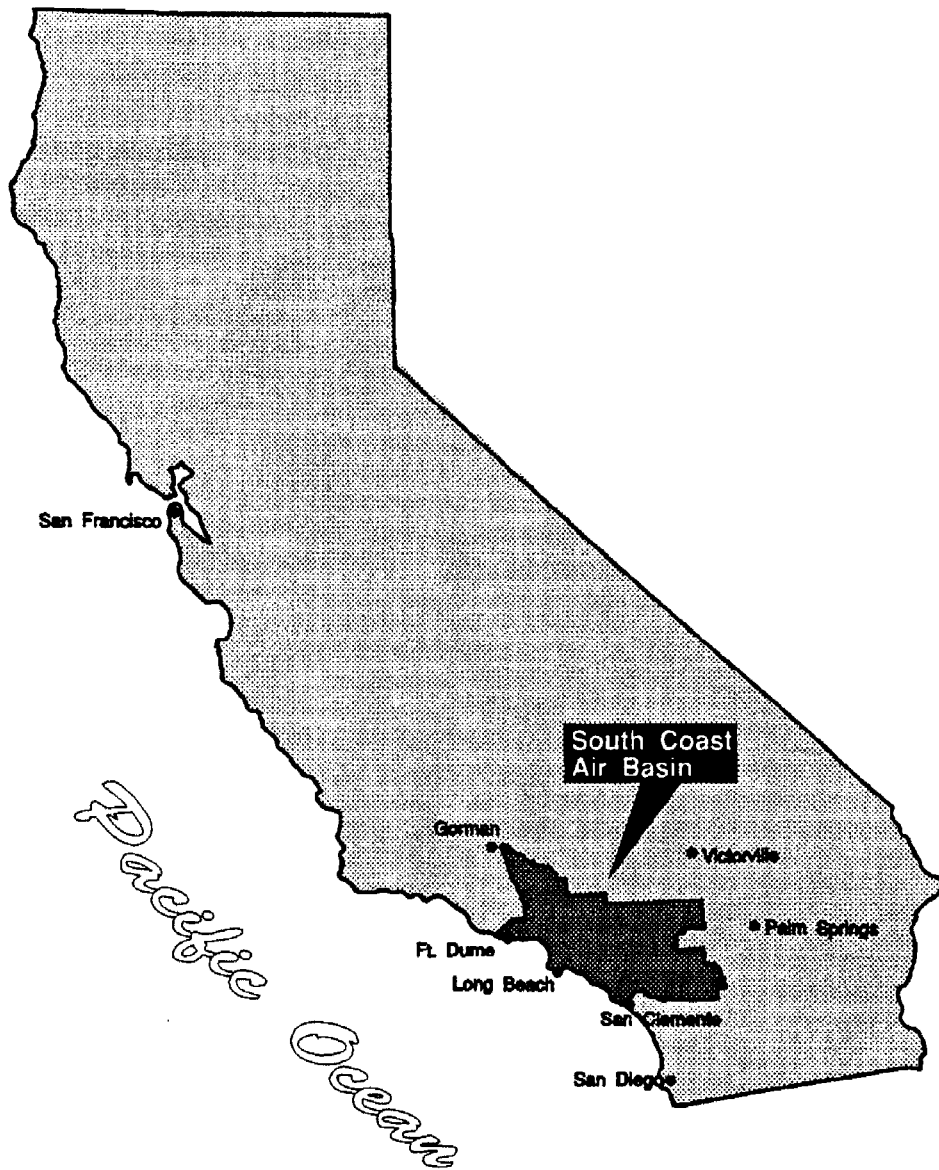 San Francisco
South Coast
Air Basin
Gorman
Victorville
Palm Springs
Ft. Dume
Long Beach
San Clemente
San Diego
Pacific Ocean